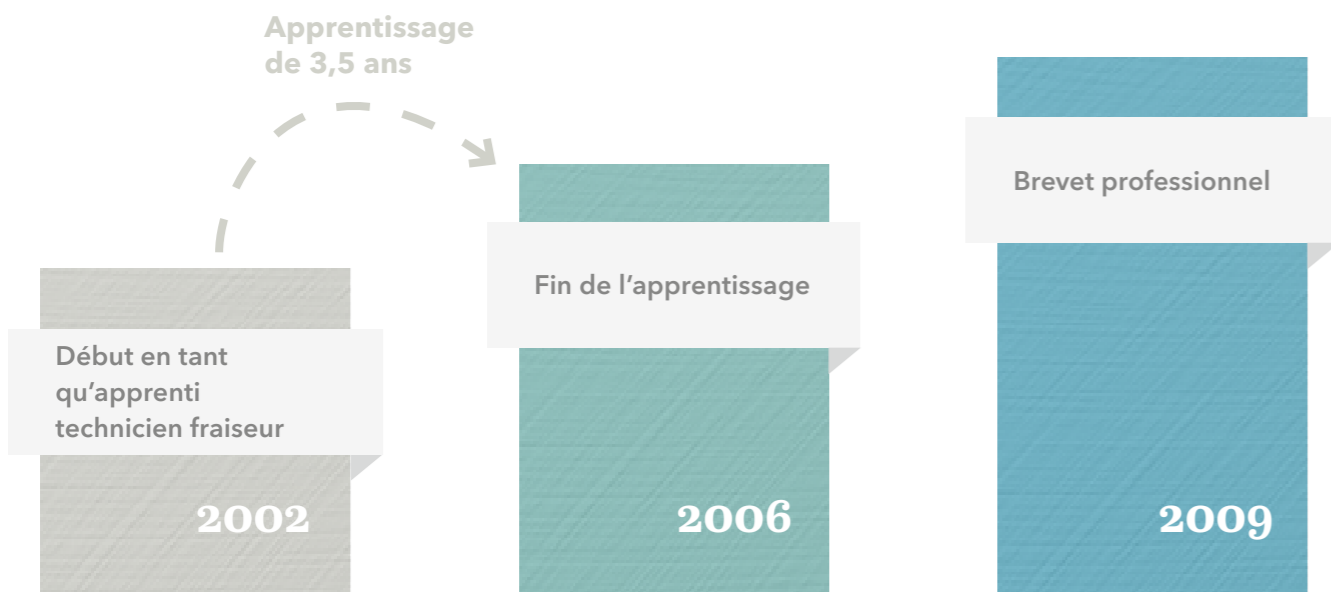 Apprentissage
de 3,5 ans
Début en tant
qu’apprenti
technicien fraiseur
2002
Fin de l’apprentissage
2006
Brevet professionnel
2009